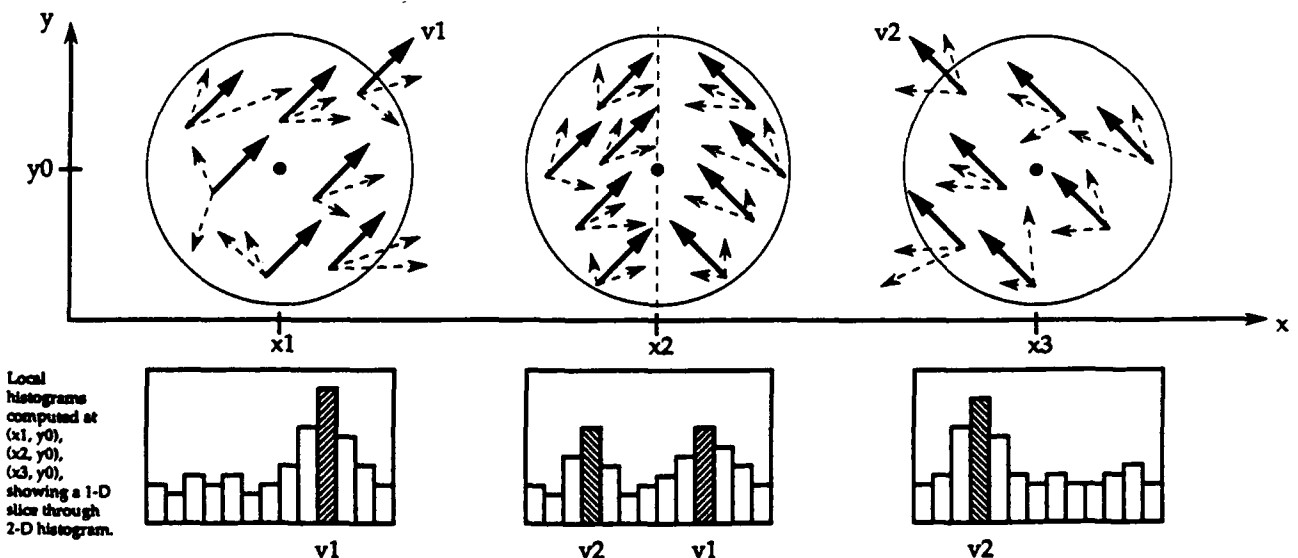 y
v1
v2
y0
x1
x2
x3
x
Local
histograms
computed at
(x1, y0),
(x2, y0),
(x3, y0),
showing a 1-D
slice through
2-D histogram.
v1
v2
v1
v2